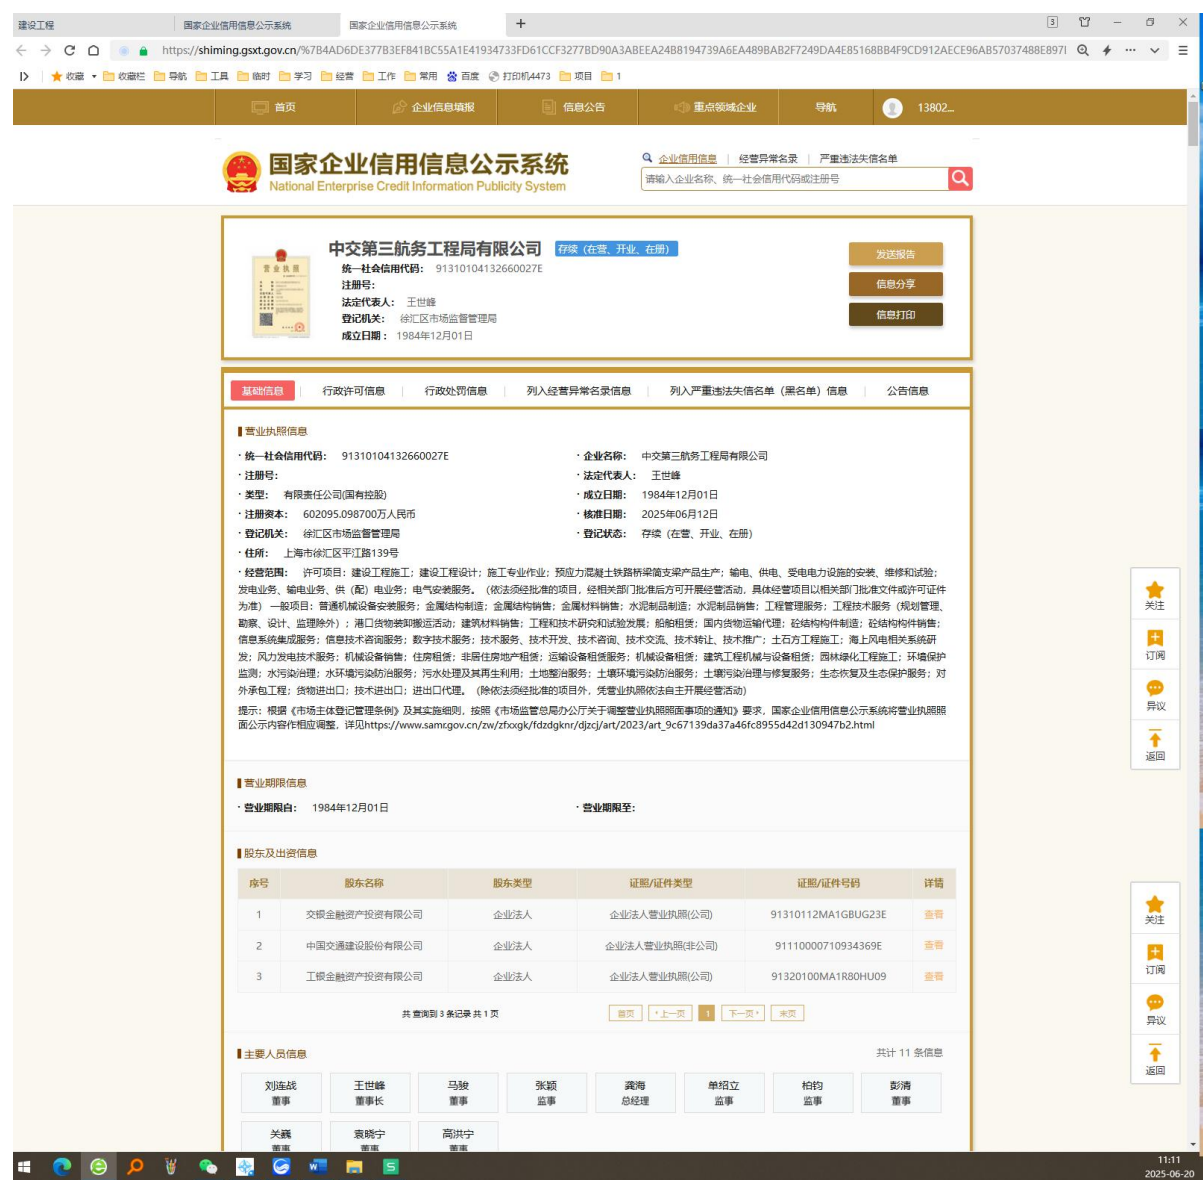 建设工程
国家企业信用信息公示系统
国家企业信用信息公示系统
+
3
https://shiming.gsxt.gov.cn/%7B4AD6DE377B3EF841BC55A1E41934733FD61CCF3277BD90A3ABEEA24B8194739A6EA489BAB2F7249DA4E85168BB4F9CD912AECE96AB57037488E897I
收藏 收藏栏 导航 工具 临时 学习 经营 工作 常用 百度 打印机4473 项目 1
首页 企业信息填报 信息公告 重点领域企业 导航 13802...
国家企业信用信息公示系统
National Enterprise Credit Information Publicity System
企业信用信息 | 经营异常名录 | 严重违法失信名单
请输入企业名称、统一社会信用代码或注册号
营业执照
中交第三航务工程局有限公司 存续（在营、开业、在册）
统一社会信用代码： 91310104132660027E
注册号：
法定代表人： 王世峰
登记机关： 徐汇区市场监督管理局
成立日期： 1984年12月01日
发送报告
信息分享
信息打印
基础信息 | 行政许可信息 | 行政处罚信息 | 列入经营异常名录信息 | 列入严重违法失信名单（黑名单）信息 | 公告信息
营业执照信息
· 统一社会信用代码： 91310104132660027E
· 企业名称： 中交第三航务工程局有限公司
· 注册号：
· 法定代表人： 王世峰
· 类型： 有限责任公司(国有控股)
· 成立日期： 1984年12月01日
· 注册资本： 602095.098700万人民币
· 核准日期： 2025年06月12日
· 登记机关： 徐汇区市场监督管理局
· 登记状态： 存续（在营、开业、在册）
· 住所： 上海市徐汇区平江路139号
· 经营范围： 许可项目：建设工程施工；建设工程设计；施工专业作业；预应力混凝土铁路桥梁简支梁产品生产；输电、供电、受电电力设施的安装、维修和试验；
发电业务、输电业务、供（配）电业务；电气安装服务。（依法须经批准的项目，经相关部门批准后方可开展经营活动，具体经营项目以相关部门批准文件或许可证件
为准） 一般项目：普通机械设备安装服务；金属结构制造；金属结构销售；金属材料销售；水泥制品制造；水泥制品销售；工程管理服务；工程技术服务（规划管理、
勘察、设计、监理除外）；港口货物装卸搬运活动；建筑材料销售；工程和技术研究和试验发展；船舶租赁；国内货物运输代理；砼结构构件制造；砼结构构件销售；
信息系统集成服务；信息技术咨询服务；数字技术服务；技术服务、技术开发、技术咨询、技术交流、技术转让、技术推广；土石方工程施工；海上风电相关系统研
发；风力发电技术服务；机械设备销售；住房租赁；非居住房地产租赁；运输设备租赁服务；机械设备租赁；建筑工程机械与设备租赁；园林绿化工程施工；环境保护
监测；水污染治理；水环境污染防治服务；污水处理及其再生利用；土地整治服务；土壤环境污染防治服务；土壤污染治理与修复服务；生态恢复及生态保护服务；对
外承包工程；货物进出口；技术进出口；进出口代理。（除依法须经批准的项目外，凭营业执照依法自主开展经营活动）
提示：根据《市场主体登记管理条例》及其实施细则，按照《市场监管总局办公厅关于调整营业执照照面事项的通知》要求，国家企业信用信息公示系统将营业执照照
面公示内容作相应调整，详见https://www.samr.gov.cn/zw/zfxxgk/fdzdgknr/djzcj/art/2023/art_9c67139da37a46fc8955d42d130947b2.html
营业期限信息
· 营业期限自： 1984年12月01日
· 营业期限至：
股东及出资信息
序号 股东名称 股东类型 证照/证件类型 证照/证件号码 详情
1 交银金融资产投资有限公司 企业法人 企业法人营业执照(公司) 91310112MA1GBUG23E 查看
2 中国交通建设股份有限公司 企业法人 企业法人营业执照(非公司) 91110000710934369E 查看
3 工银金融资产投资有限公司 企业法人 企业法人营业执照(公司) 91320100MA1R80HU09 查看
共 查询到 3 条记录 共 1 页
首页 上一页 1 下一页 末页
主要人员信息
共计 11 条信息
刘连战 王世峰 马骏 张颖 龚海 单绍立 柏钧 彭清
董事 董事长 董事 监事 总经理 监事 监事 董事
关巍 袁晓宁 高洪宁
董事 董事 董事
关注
订阅
异议
返回
关注
订阅
异议
返回
11:11
2025-06-20